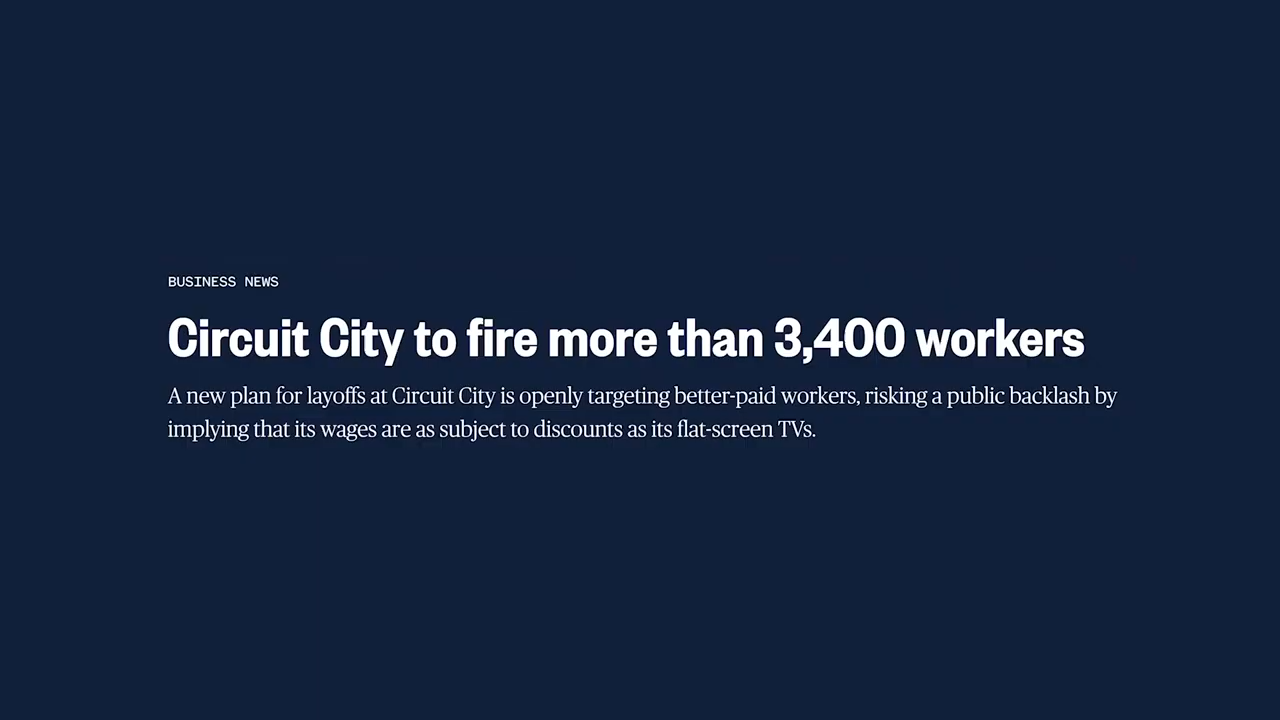 BUSINESS NEWS
Circuit City to fire more than 3,400 workers
A new plan for layoffs at Circuit City is openly targeting better-paid workers, risking a public backlash by
implying that its wages are as subject to discounts as its flat-screen TVs.